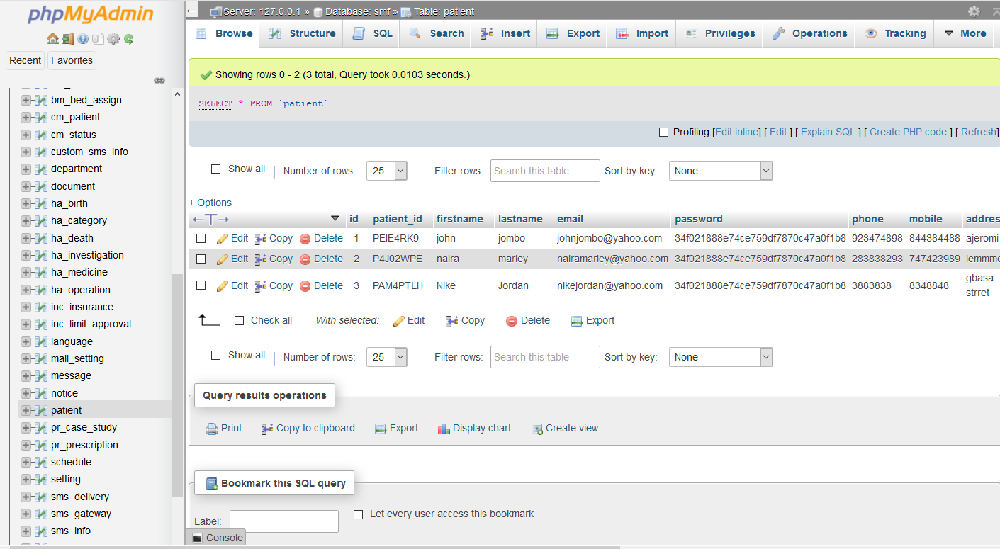 phpMyAdmin
Recent Favorites
bm_bed_assign
cm_patient
cm_status
custom_sms_info
department
document
ha_birth
ha_category
ha_death
ha_investigation
ha_medicine
ha_operation
inc_insurance
inc_limit_approval
language
mail_setting
message
notice
patient
pr_case_study
pr_prescription
schedule
setting
sms_delivery
sms_gateway
sms_info
Server: 127.0.0.1 » Database: smf » Table: patient
Browse Structure SQL Search Insert Export Import Privileges Operations Tracking More
Showing rows 0 - 2 (3 total, Query took 0.0103 seconds.)
SELECT * FROM `patient`
Profiling [Edit inline] [ Edit ] [ Explain SQL ] [ Create PHP code ] [ Refresh]
Show all | Number of rows: 25 Filter rows: Search this table Sort by key: None
+ Options
id patient_id firstname lastname email password phone mobile addres
Edit Copy Delete 1 PEIE4RK9 john jombo johnjombo@yahoo.com 34f021888e74ce759df7870c47a0f1b8 923474898 844384488 ajeromi
Edit Copy Delete 2 P4J02WPE naira marley nairamarley@yahoo.com 34f021888e74ce759df7870c47a0f1b8 283838293 747423989 lemmmo
Edit Copy Delete 3 PAM4PTLH Nike Jordan nikejordan@yahoo.com 34f021888e74ce759df7870c47a0f1b8 3883838 8348848 gbasa
strret
Check all With selected: Edit Copy Delete Export
Show all | Number of rows: 25 Filter rows: Search this table Sort by key: None
Query results operations
Print Copy to clipboard Export Display chart Create view
Bookmark this SQL query
Label: Let every user access this bookmark
Console